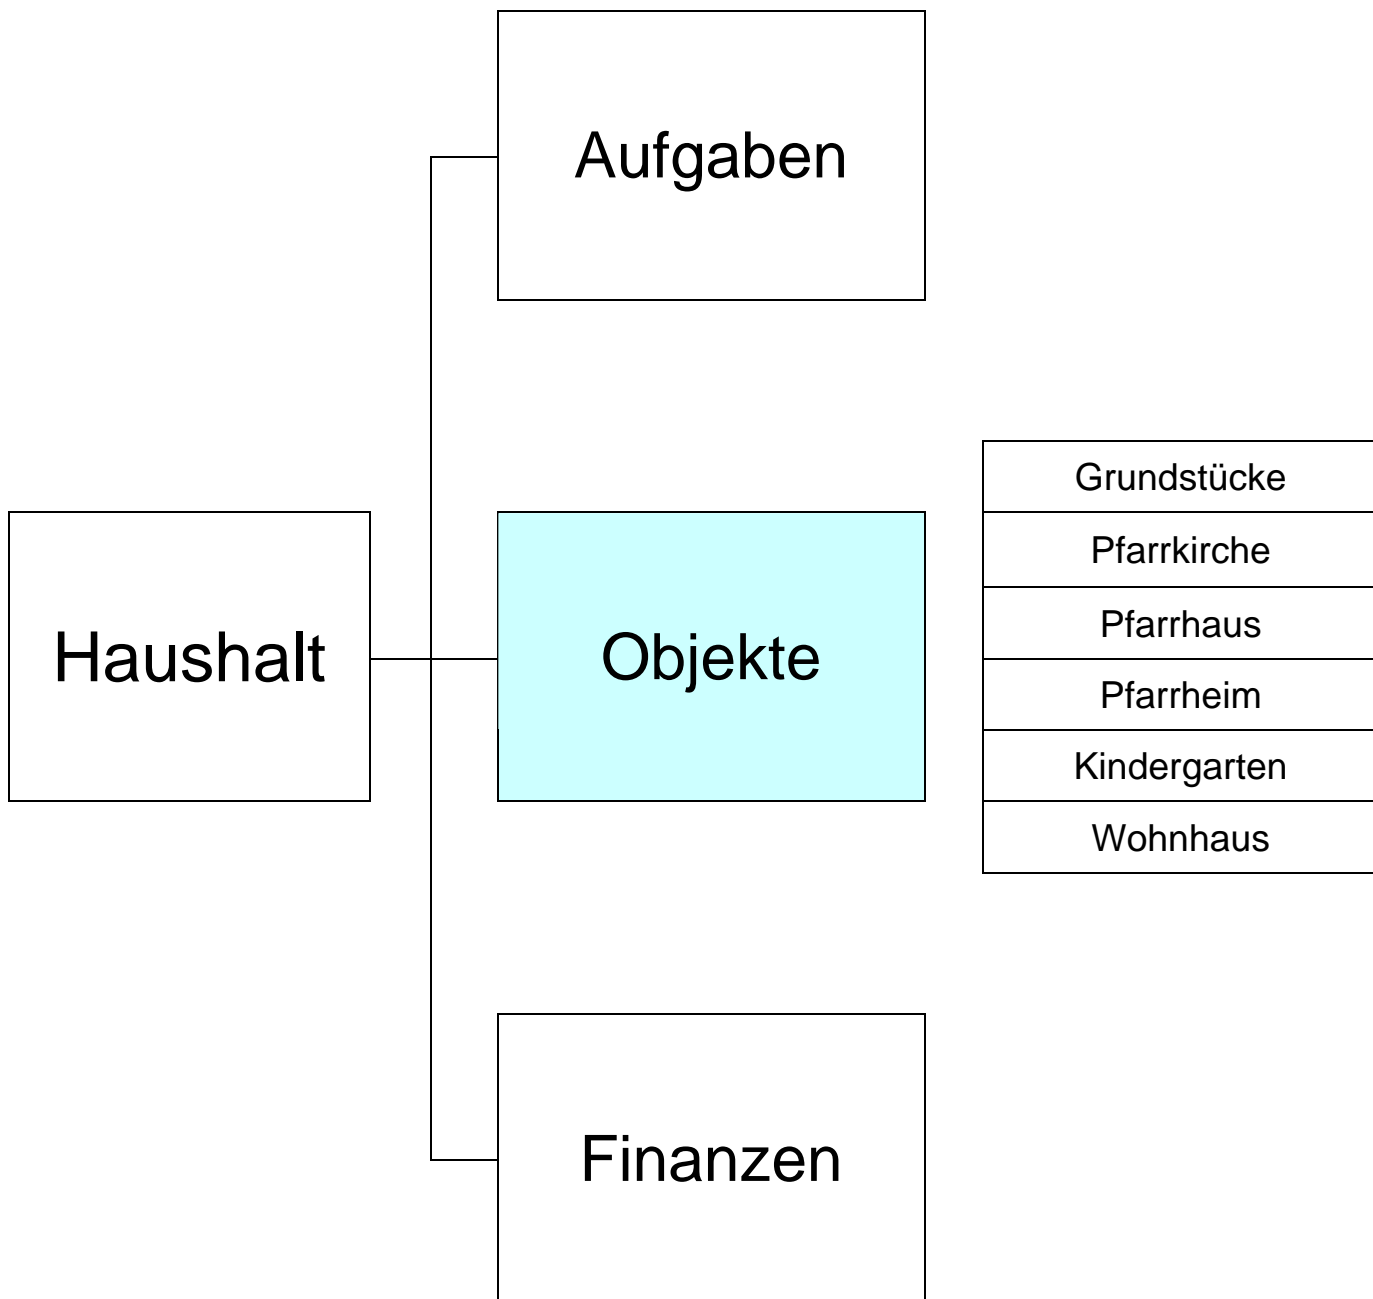 Aufgaben
Haushalt
Objekte
Grundstücke
Pfarrkirche
Pfarrhaus
Pfarrheim
Kindergarten
Wohnhaus
Finanzen